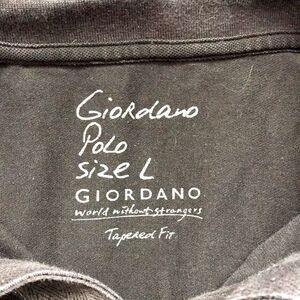 Giordano
Polo
Size L
GIORDANO
World without strangers
Tapered Fit